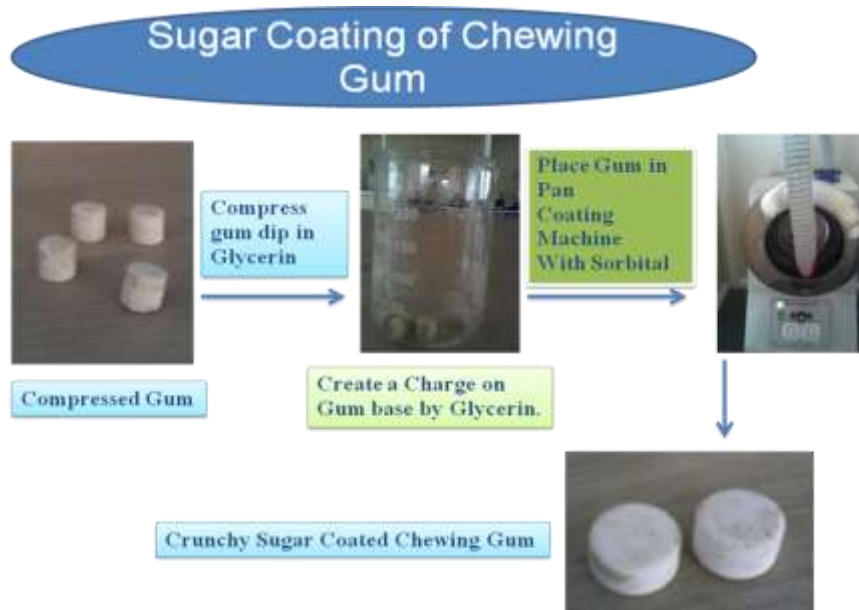 Sugar Coating of Chewing
Gum
Compress
gum dip in
Glycerin
Place Gum in
Pan
Coating
Machine
With Sorbital
Compressed Gum
Create a Charge on
Gum base by Glycerin.
Crunchy Sugar Coated Chewing Gum